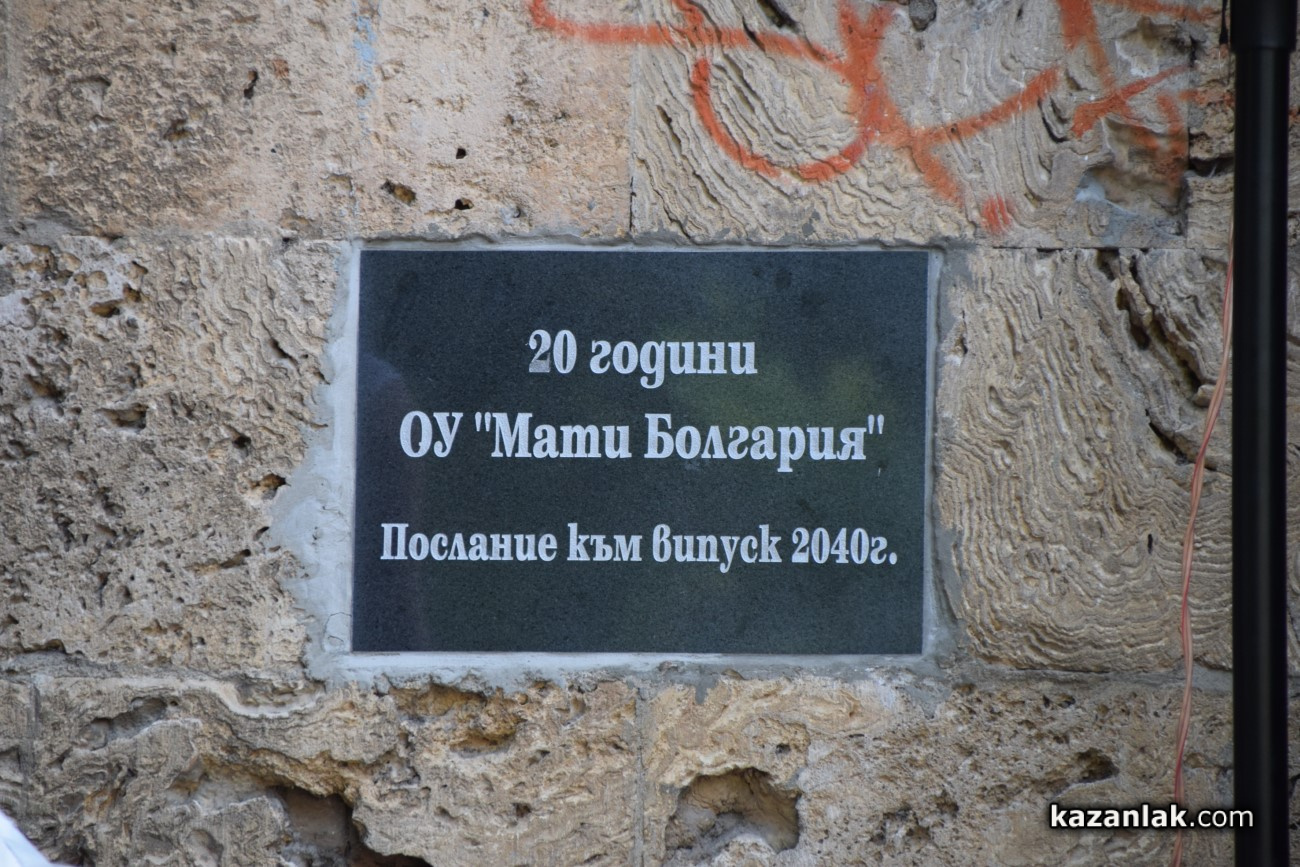 20 години
ОУ "Мати Болгария"
Послание към випуск 2040г.
kazanlak.com